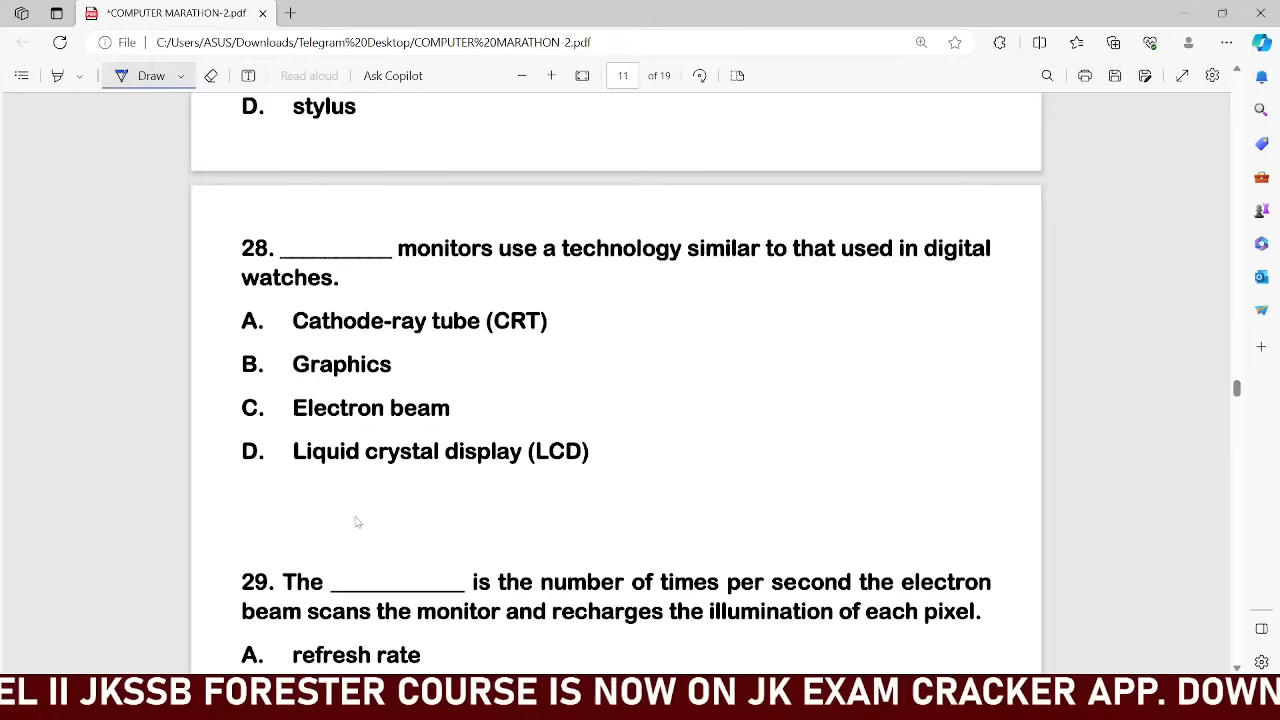 *COMPUTER MARATHON-2.pdf
File C:/Users/ASUS/Downloads/Telegram%20Desktop/COMPUTER%20MARATHON-2.pdf
Draw Read aloud Ask Copilot 11 of 19
D. stylus
28. __________ monitors use a technology similar to that used in digital
watches.
A. Cathode-ray tube (CRT)
B. Graphics
C. Electron beam
D. Liquid crystal display (LCD)
29. The ____________ is the number of times per second the electron
beam scans the monitor and recharges the illumination of each pixel.
A. refresh rate
EL II JKSSB FORESTER COURSE IS NOW ON JK EXAM CRACKER APP. DOWN